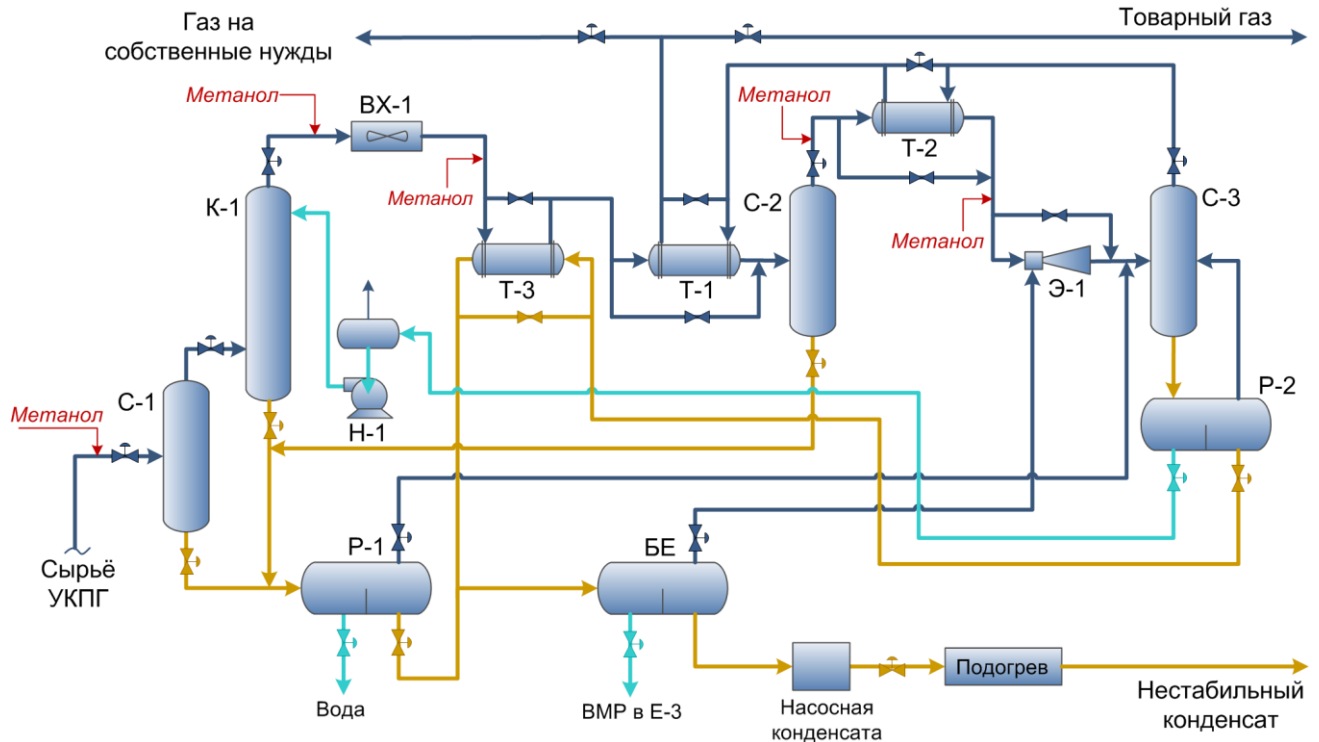 Газ на
собственные нужды
Товарный газ
Метанол
ВХ-1
Метанол
Т-2
К-1
Метанол
С-2
С-3
Метанол
Т-3
Т-1
Э-1
С-1
Р-2
Метанол
Н-1
Р-1
БЕ
Сырьё
УКПГ
Подогрев
Вода
ВМР в Е-3
Насосная
конденсата
Нестабильный
конденсат